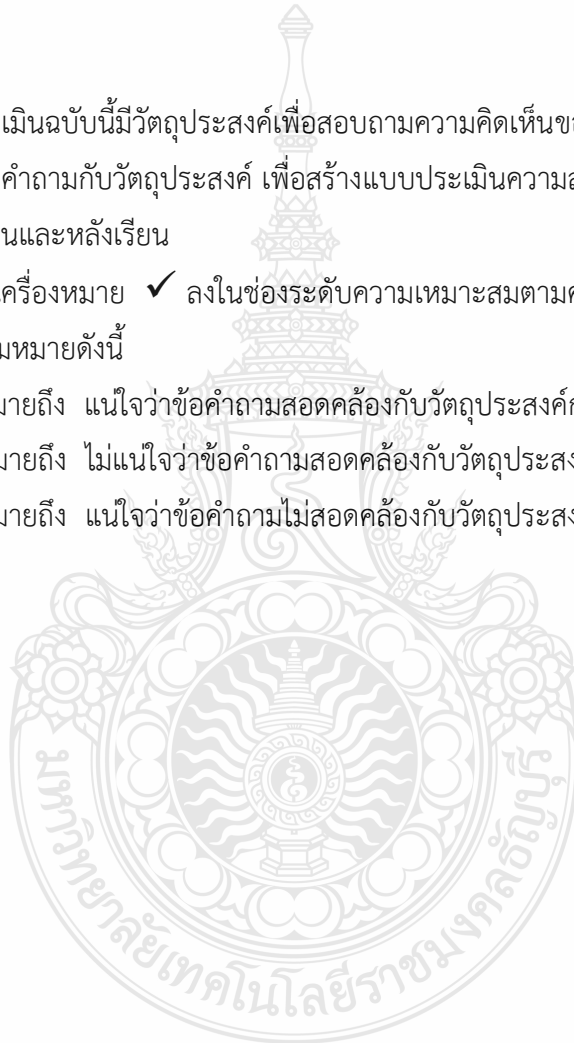 เมินฉบับนี้มีวัตถุประสงค์เพื่อสอบถามความคิดเห็นขอ
คำถามกับวัตถุประสงค์ เพื่อสร้างแบบประเมินความส
นและหลังเรียน
เครื่องหมาย ✓ ลงในช่องระดับความเหมาะสมตามค
มหมายดังนี้
มายถึง แน่ใจว่าข้อคำถามสอดคล้องกับวัตถุประสงค์ก
มายถึง ไม่แน่ใจว่าข้อคำถามสอดคล้องกับวัตถุประสง
มายถึง แน่ใจว่าข้อคำถามไม่สอดคล้องกับวัตถุประสง
มหาวิทยาลัยเทคโนโลยีราชมงคลธัญบุรี